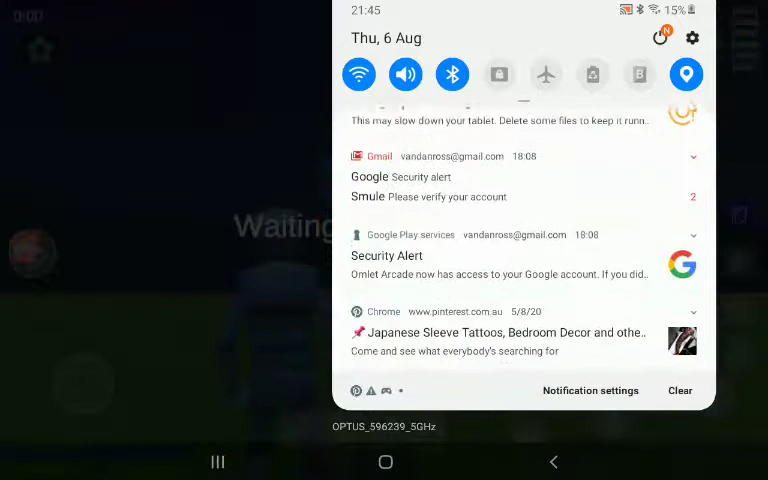 0:00
21:45
15%
Thu, 6 Aug
N
B
This may slow down your tablet. Delete some files to keep it runn..
Gmail vandanross@gmail.com 18:08
Google Security alert
Smule Please verify your account 2
Google Play services vandanross@gmail.com 18:08
Security Alert
Omlet Arcade now has access to your Google account. If you did..
Waiting
Chrome www.pinterest.com.au 5/8/20
📌 Japanese Sleeve Tattoos, Bedroom Decor and othe..
Come and see what everybody's searching for
Notification settings Clear
OPTUS_596239_5GHz